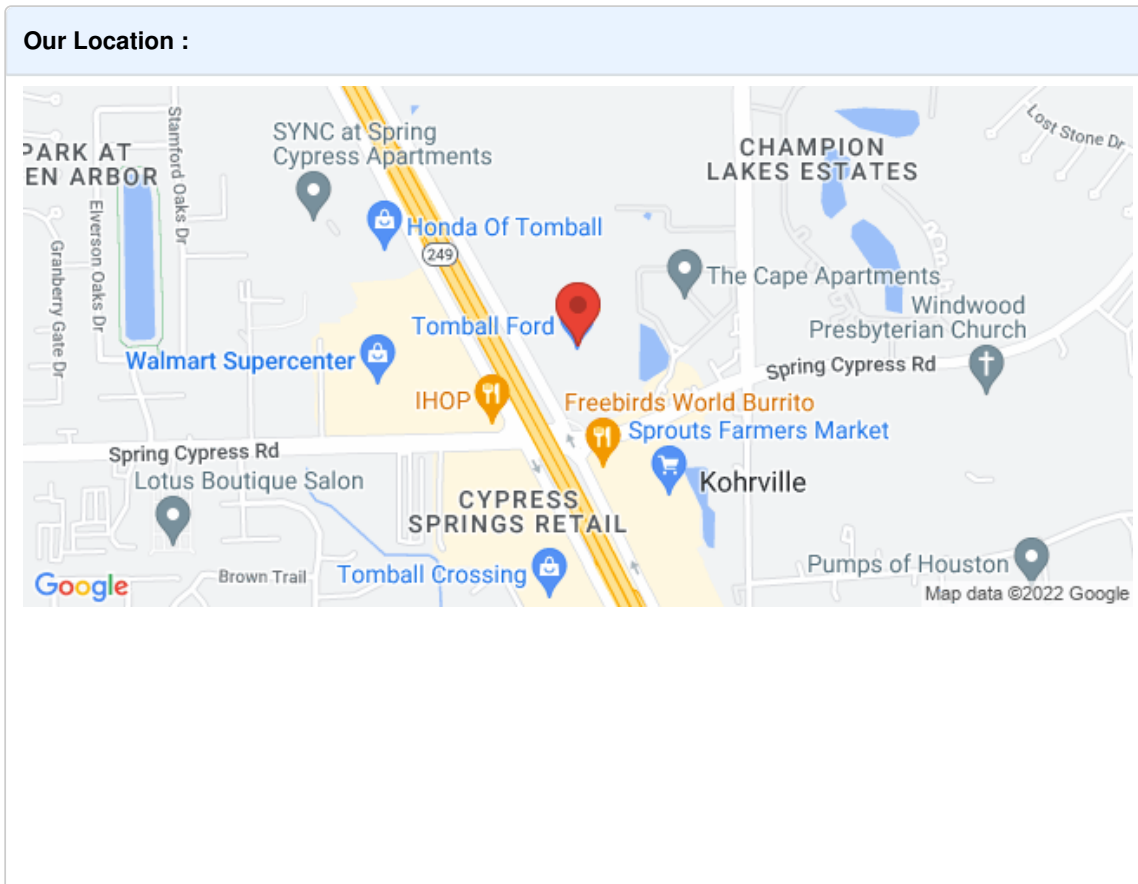 Our Location :
Stamford Oaks Dr
SYNC at Spring
Cypress Apartments
Lost Stone Dr
PARK AT
EN ARBOR
CHAMPION
LAKES ESTATES
Elverson Oaks Dr
Granberry Gate Dr
Honda Of Tomball
249
The Cape Apartments
Tomball Ford
Windwood
Presbyterian Church
Walmart Supercenter
Spring Cypress Rd
IHOP
Freebirds World Burrito
Sprouts Farmers Market
Spring Cypress Rd
Lotus Boutique Salon
Kohrville
CYPRESS
SPRINGS RETAIL
Brown Trail
Tomball Crossing
Pumps of Houston
Google
Map data ©2022 Google